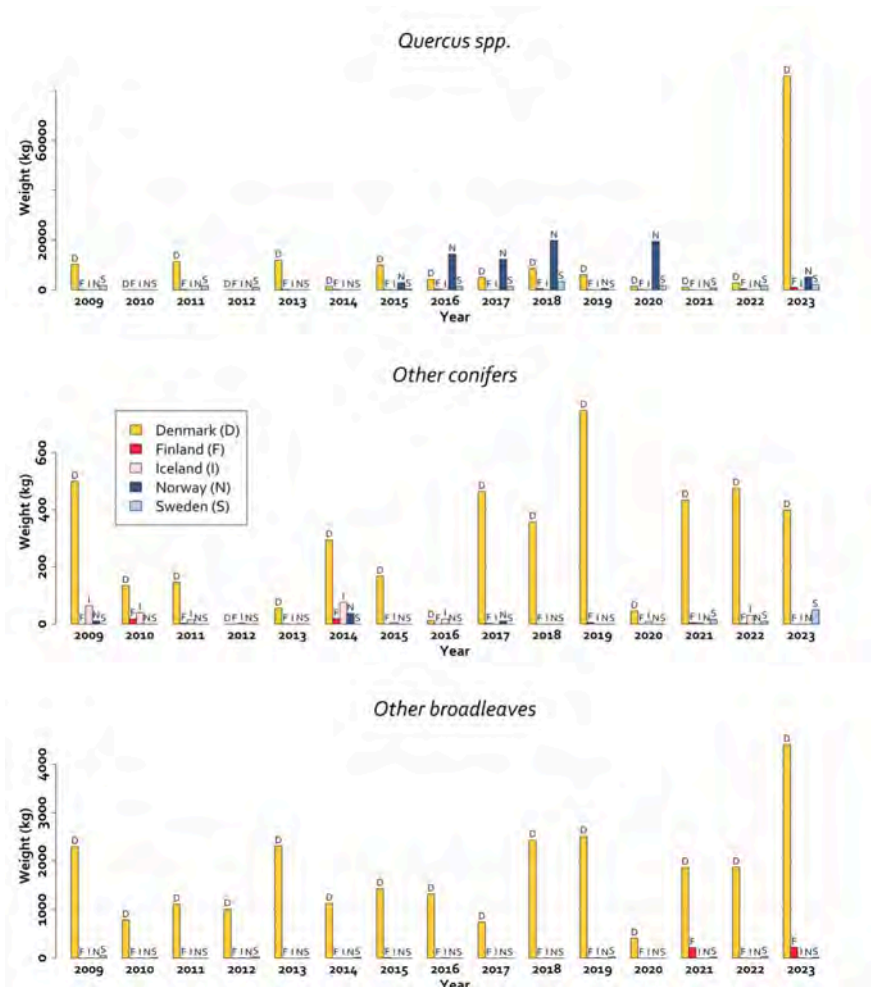 Quercus spp.
Weight (kg)
60000
20000
0
D F I N S D F I N S D F I N S D F I N S D F I N S D F I N S D F I N S D F I N S D F I N S D F I N S D F I N S D F I N S D F I N S D F I N S D F I N S
2009 2010 2011 2012 2013 2014 2015 2016 2017 2018 2019 2020 2021 2022 2023
Year
Other conifers
Denmark (D)
Finland (F)
Iceland (I)
Norway (N)
Sweden (S)
Weight (kg)
600
400
200
0
D F I N S D F I N S D F I N S D F I N S D F I N S D F I N S D F I N S D F I N S D F I N S D F I N S D F I N S D F I N S D F I N S D F I N S D F I N S
2009 2010 2011 2012 2013 2014 2015 2016 2017 2018 2019 2020 2021 2022 2023
Year
Other broadleaves
Weight (kg)
4000
3000
2000
1000
0
D F I N S D F I N S D F I N S D F I N S D F I N S D F I N S D F I N S D F I N S D F I N S D F I N S D F I N S D F I N S D F I N S D F I N S D F I N S
2009 2010 2011 2012 2013 2014 2015 2016 2017 2018 2019 2020 2021 2022 2023
Year